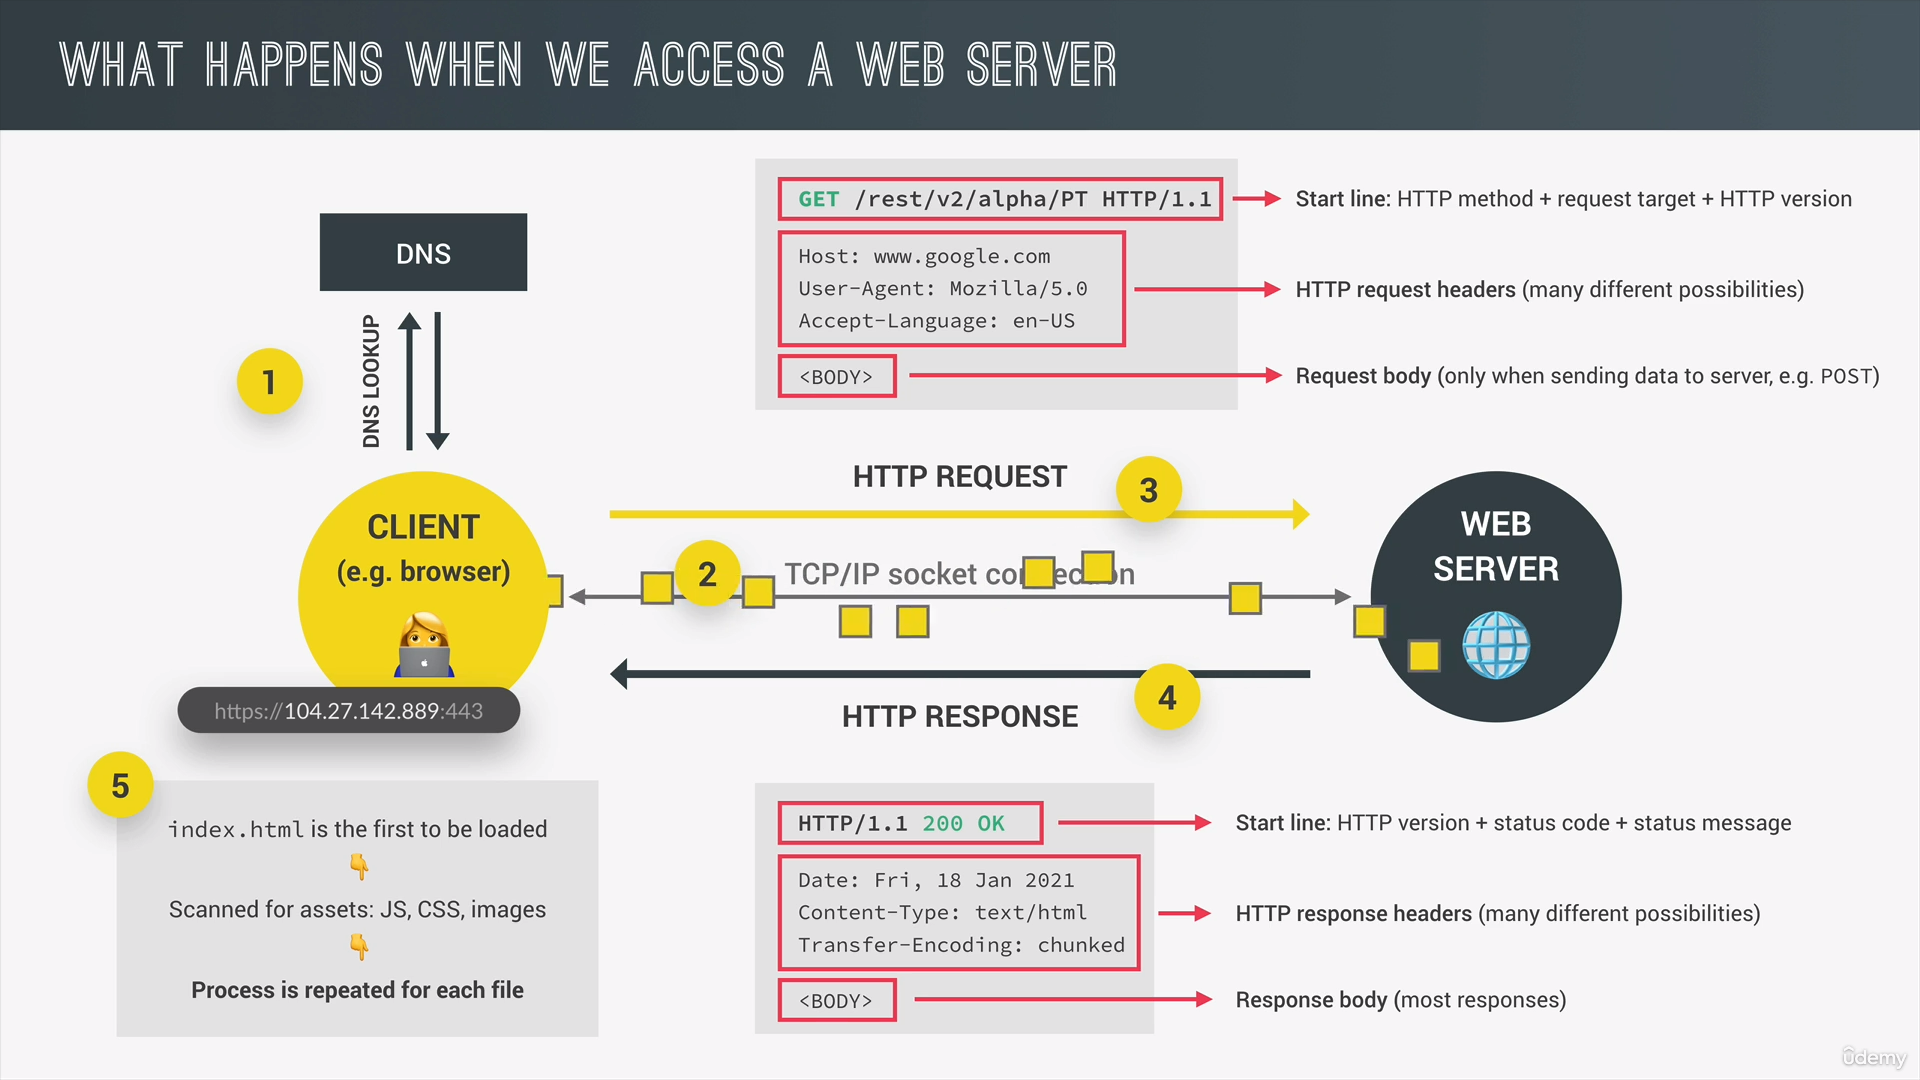 WHAT HAPPENS WHEN WE ACCESS A WEB SERVER
GET /rest/v2/alpha/PT HTTP/1.1
Start line: HTTP method + request target + HTTP version
Host: www.google.com
User-Agent: Mozilla/5.0
Accept-Language: en-US
HTTP request headers (many different possibilities)
<BODY>
Request body (only when sending data to server, e.g. POST)
DNS
DNS LOOKUP
1
CLIENT
(e.g. browser)
https://104.27.142.889:443
HTTP REQUEST
3
2
TCP/IP socket connection
WEB
SERVER
4
HTTP RESPONSE
5
index.html is the first to be loaded
Scanned for assets: JS, CSS, images
Process is repeated for each file
HTTP/1.1 200 OK
Start line: HTTP version + status code + status message
Date: Fri, 18 Jan 2021
Content-Type: text/html
Transfer-Encoding: chunked
HTTP response headers (many different possibilities)
<BODY>
Response body (most responses)
ûdemy